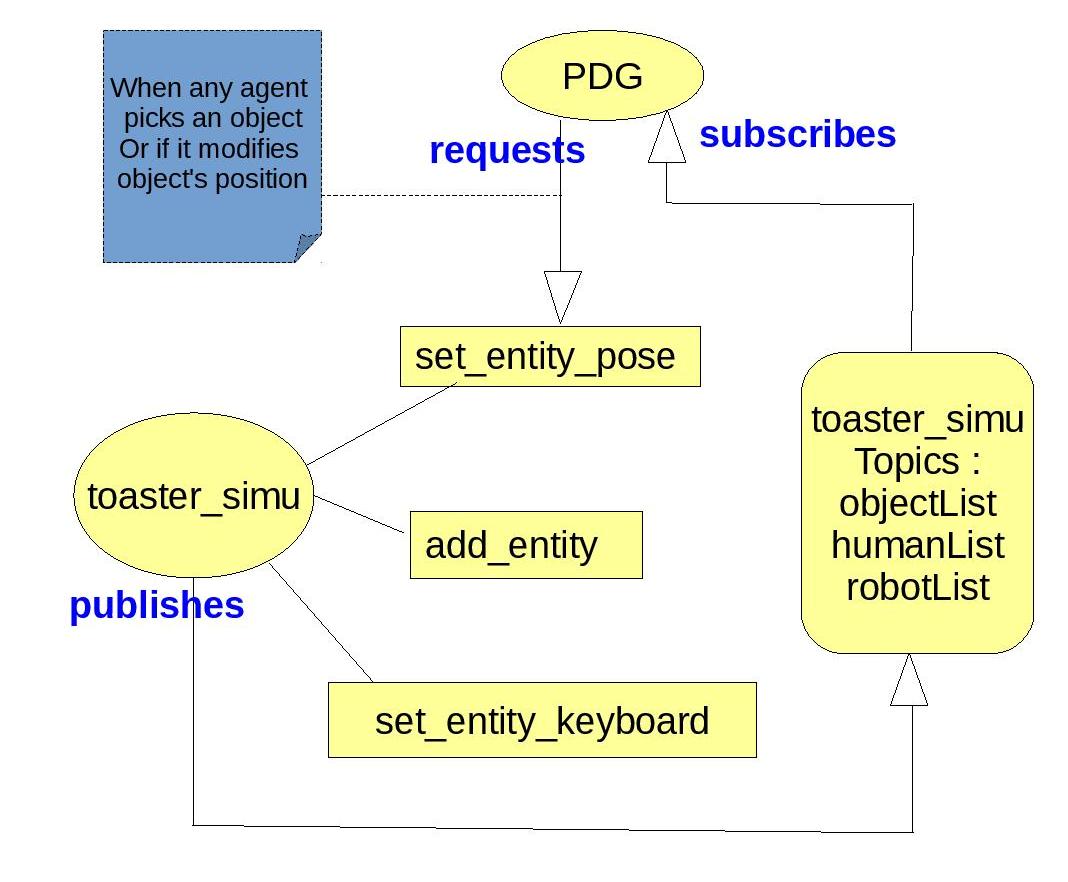 When any agent
picks an object
Or if it modifies
object's position
PDG
requests
subscribes
set_entity_pose
toaster_simu
add_entity
publishes
set_entity_keyboard
toaster_simu
Topics :
objectList
humanList
robotList